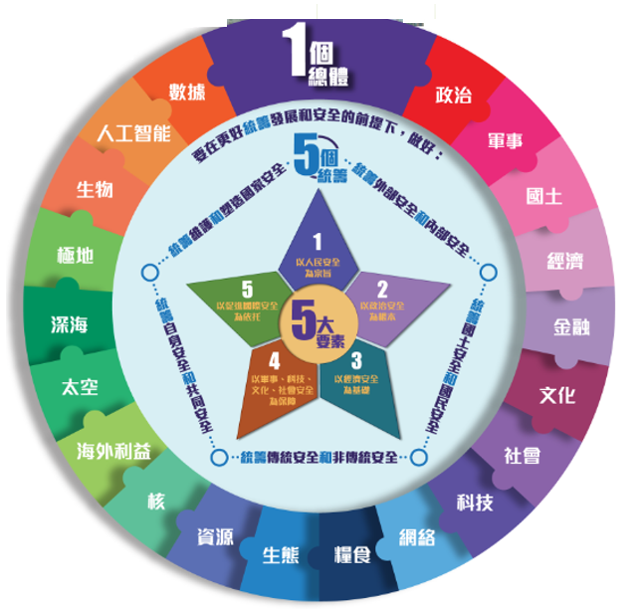 1個
總體
政治
軍事
國土
經濟
金融
文化
社會
科技
網絡
糧食
生態
資源
核
海外利益
太空
深海
極地
生物
人工智能
數據
要在更好統籌發展和安全的前提下，做好：
5個
統籌
統籌外部安全和內部安全
統籌國土安全和國民安全
統籌傳統安全和非傳統安全
統籌自身安全和共同安全
統籌維護和塑造國家安全
5大
要素
1
以人民安全
為宗旨
2
以政治安全
為根本
3
以經濟安全
為基礎
4
以軍事、科技、
文化、社會安全
為保障
5
以促進國際安全
為依托